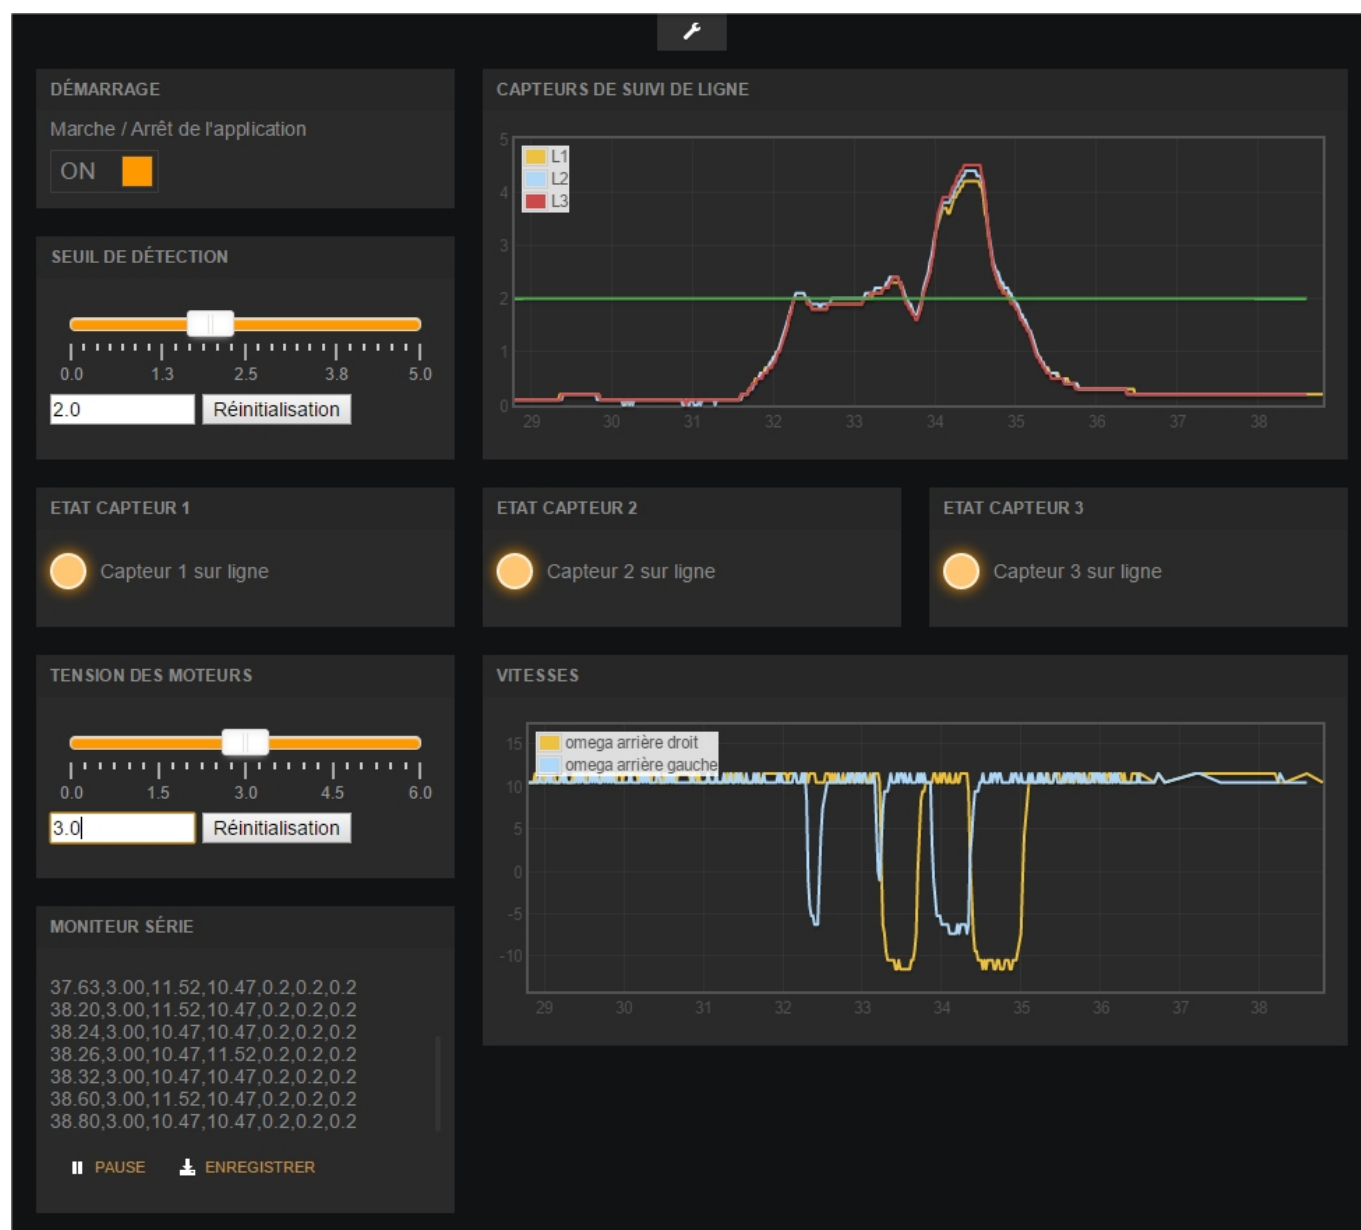 DÉMARRAGE
Marche / Arrêt de l'application
ON
CAPTEURS DE SUIVI DE LIGNE
5
4
3
2
1
0
L1
L2
L3
29 30 31 32 33 34 35 36 37 38
SEUIL DE DÉTECTION
0.0 1.3 2.5 3.8 5.0
2.0 Réinitialisation
ETAT CAPTEUR 1
Capteur 1 sur ligne
ETAT CAPTEUR 2
Capteur 2 sur ligne
ETAT CAPTEUR 3
Capteur 3 sur ligne
TENSION DES MOTEURS
0.0 1.5 3.0 4.5 6.0
3.0 Réinitialisation
VITESSES
15
10
5
0
-5
-10
omega arrière droit
omega arrière gauche
29 30 31 32 33 34 35 36 37 38
MONITEUR SÉRIE
37.63,3.00,11.52,10.47,0.2,0.2,0.2
38.20,3.00,11.52,10.47,0.2,0.2,0.2
38.24,3.00,10.47,10.47,0.2,0.2,0.2
38.26,3.00,10.47,11.52,0.2,0.2,0.2
38.32,3.00,10.47,10.47,0.2,0.2,0.2
38.60,3.00,11.52,10.47,0.2,0.2,0.2
38.80,3.00,10.47,10.47,0.2,0.2,0.2
PAUSE ENREGISTRER